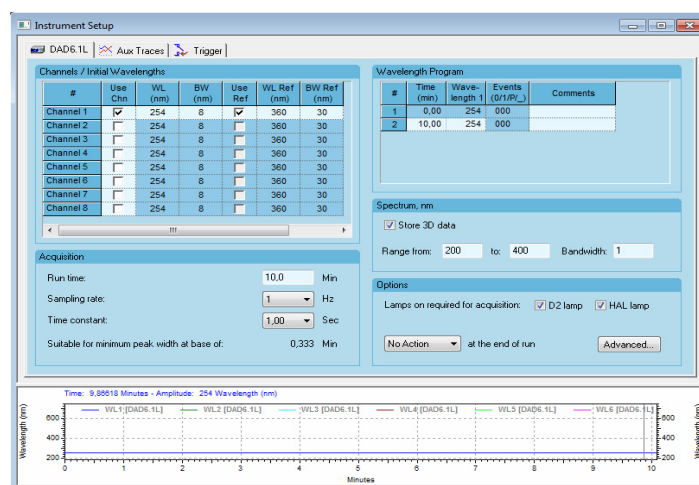 Instrument Setup
DAD6.1L Aux Traces Trigger
Channels / Initial Wavelengths
# Use Chn WL (nm) BW (nm) Use Ref WL Ref (nm) BW Ref (nm)
Channel 1 254 8 360 30
Channel 2 254 8 360 30
Channel 3 254 8 360 30
Channel 4 254 8 360 30
Channel 5 254 8 360 30
Channel 6 254 8 360 30
Channel 7 254 8 360 30
Channel 8 254 8 360 30
Acquisition
Run time: 10,0 Min
Sampling rate: 1 Hz
Time constant: 1,00 Sec
Suitable for minimum peak width at base of: 0,333 Min
Wavelength Program
# Time (min) Wave-length 1 Events (0/1/P/_) Comments
1 0,00 254 000
2 10,00 254 000
Spectrum, nm
Store 3D data
Range from: 200 to: 400 Bandwidth: 1
Options
Lamps on required for acquisition: D2 lamp HAL lamp
No Action at the end of run Advanced...
Time: 9,86618 Minutes - Amplitude: 254 Wavelength (nm)
WL1 [DAD6.1L] WL2 [DAD6.1L] WL3 [DAD6.1L] WL4 [DAD6.1L] WL5 [DAD6.1L] WL6 [DAD6.1L]
Wavelength (nm)
600
400
200
0 1 2 3 4 5 6 7 8 9 10
Minutes
600
400
200
Wavelength (nm)